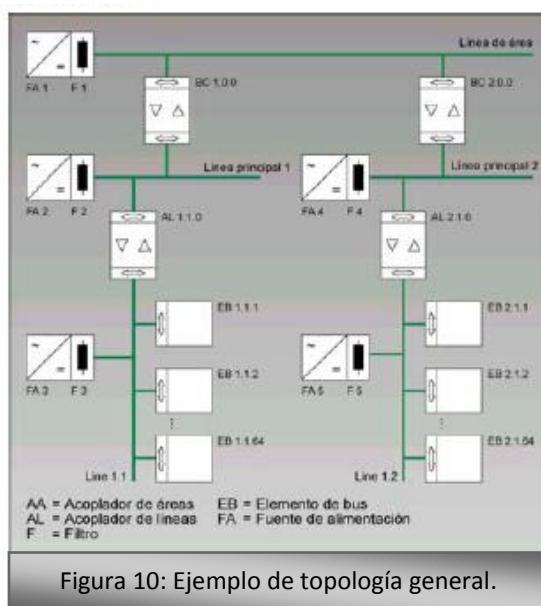 Línea de área
FA 1 F 1
BC 1.0.0
BC 2.0.0
Línea principal 1
Línea principal 2
FA 2 F 2
FA 4 F 4
AL 1.1.0
AL 2.1.0
EB 1.1.1
EB 2.1.1
FA 3 F 3
FA 5 F 5
EB 1.1.2
EB 2.1.2
EB 1.1.64
EB 2.1.64
Line 1.1
Line 1.2
AA = Acoplador de áreas EB = Elemento de bus
AL = Acoplador de líneas FA = Fuente de alimentación
F = Filtro
Figura 10: Ejemplo de topología general.